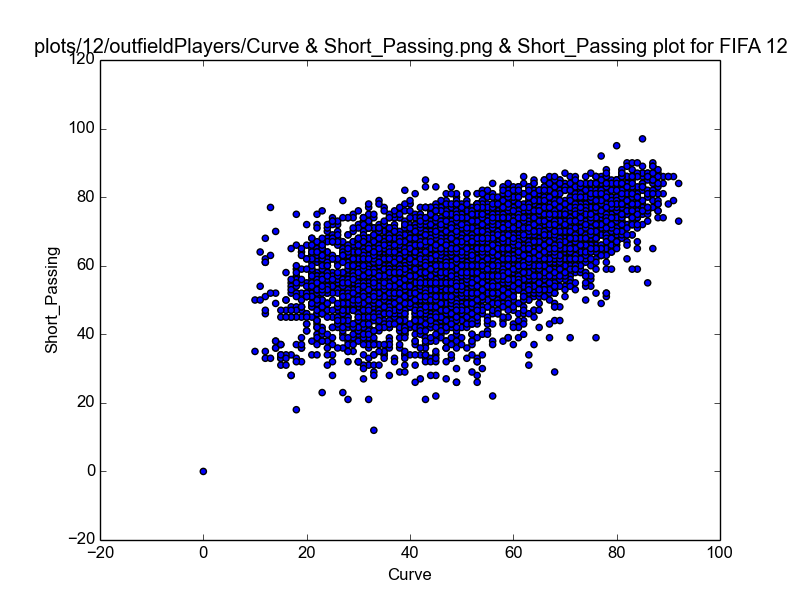 plots/12/outfieldPlayers/Curve & Short_Passing.png & Short_Passing plot for FIFA 12
120
100
80
60
40
20
0
−20
Short_Passing
−20 0 20 40 60 80 100
Curve